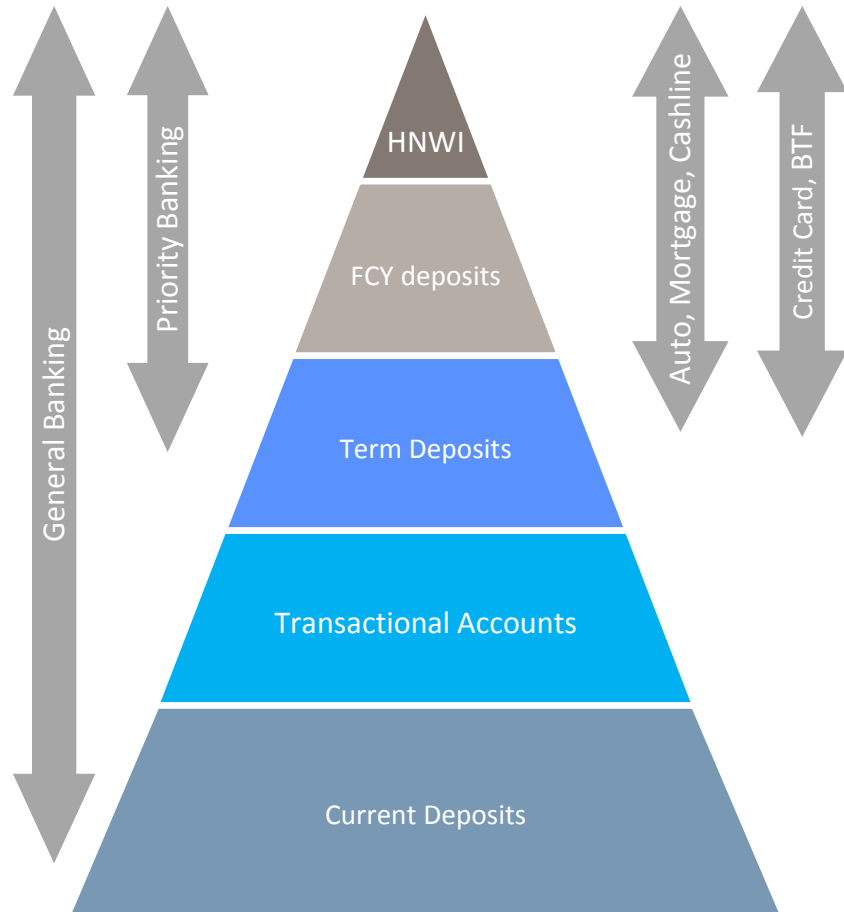 General Banking
Priority Banking
HNWI
FCY deposits
Term Deposits
Transactional Accounts
Current Deposits
Auto, Mortgage, Cashline
Credit Card, BTF